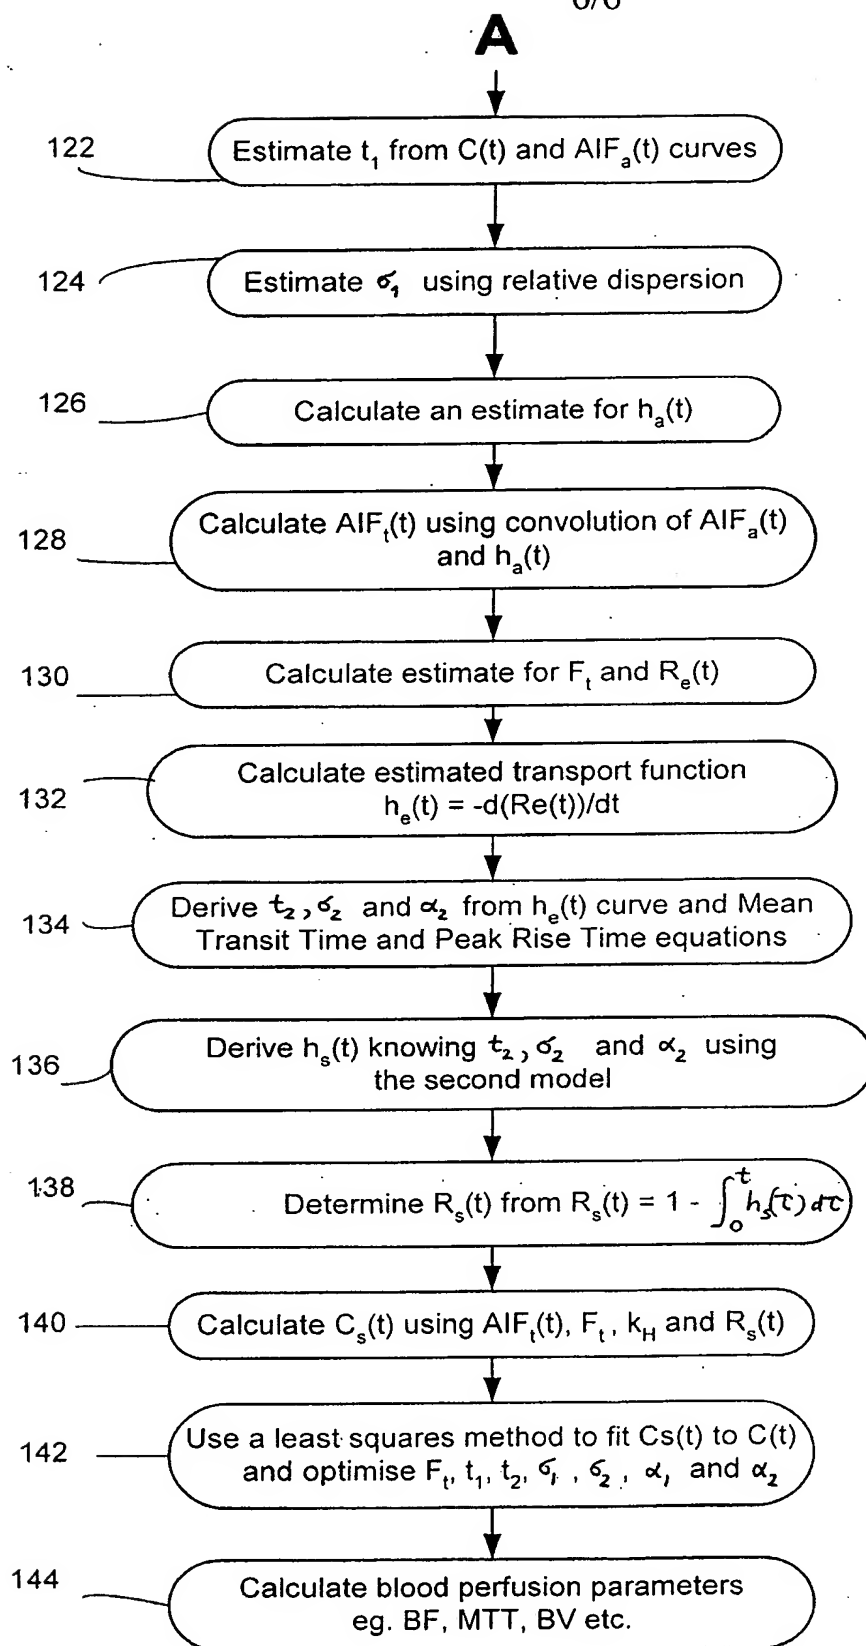 6/6
A
122
Estimate t₁ from C(t) and AIFₐ(t) curves
124
Estimate σ₁ using relative dispersion
126
Calculate an estimate for hₐ(t)
128
Calculate AIFₜ(t) using convolution of AIFₐ(t)
and hₐ(t)
130
Calculate estimate for Fₜ and Rₑ(t)
132
Calculate estimated transport function
hₑ(t) = -d(Re(t))/dt
134
Derive t₂, σ₂ and α₂ from hₑ(t) curve and Mean
Transit Time and Peak Rise Time equations
136
Derive hₛ(t) knowing t₂, σ₂ and α₂ using
the second model
138
Determine Rₛ(t) from Rₛ(t) = 1 - ∫₀ᵗ hₛ(τ) dτ
140
Calculate Cₛ(t) using AIFₜ(t), Fₜ, k_H and Rₛ(t)
142
Use a least squares method to fit Cs(t) to C(t)
and optimise Fₜ, t₁, t₂, σ₁, σ₂, α₁ and α₂
144
Calculate blood perfusion parameters
eg. BF, MTT, BV etc.